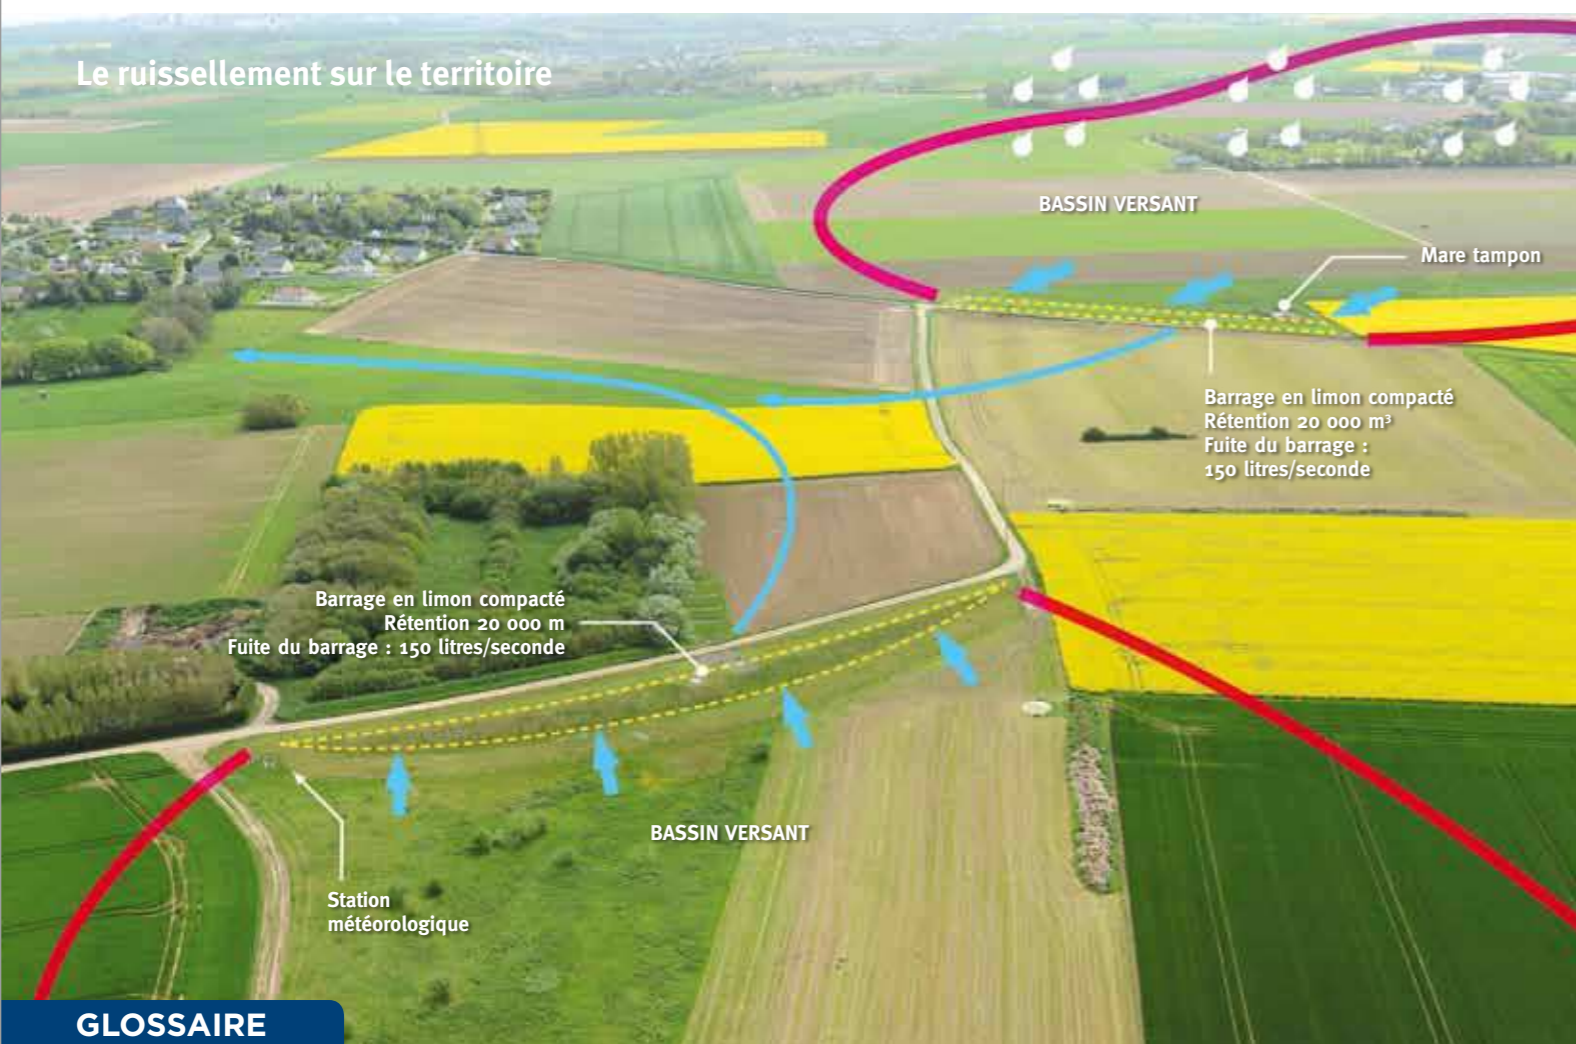 Le ruissellement sur le territoire
BASSIN VERSANT
Mare tampon
Barrage en limon compacté
Rétention 20 000 m³
Fuite du barrage :
150 litres/seconde
Barrage en limon compacté
Rétention 20 000 m
Fuite du barrage : 150 litres/seconde
BASSIN VERSANT
Station
météorologique
GLOSSAIRE